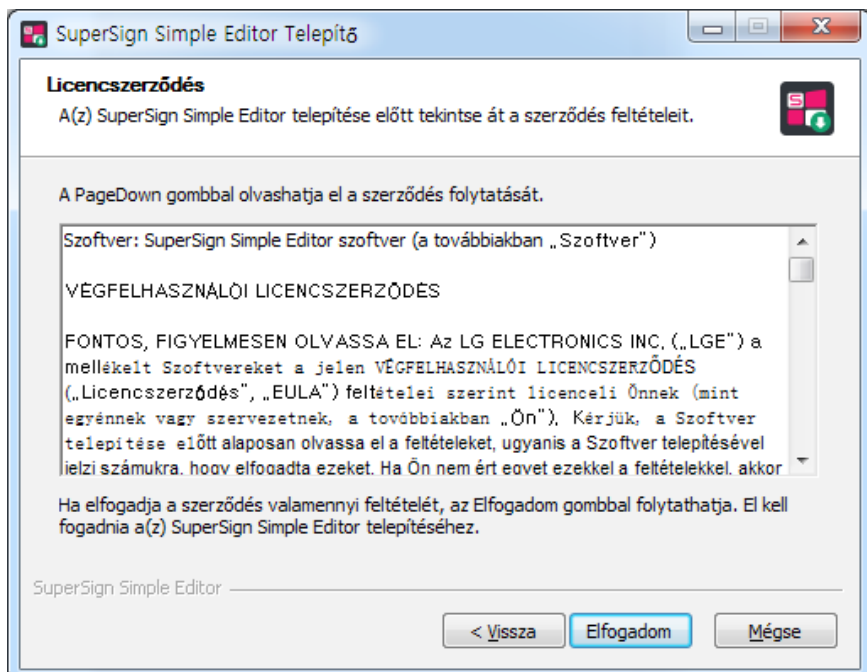 SuperSign Simple Editor Telepítő
Licencszerződés
A(z) SuperSign Simple Editor telepítése előtt tekintse át a szerződés feltételeit.
S
A PageDown gombbal olvashatja el a szerződés folytatását.
Szoftver: SuperSign Simple Editor szoftver (a továbbiakban „Szoftver")
VÉGFELHASZNÁLÓI LICENCSZERZŐDÉS
FONTOS, FIGYELMESEN OLVASSA EL: Az LG ELECTRONICS INC. („LGE") a
mellékelt Szoftvereket a jelen VÉGFELHASZNÁLÓI LICENCSZERZŐDÉS
(„Licencszerződés", „EULA") feltételei szerint licenceli Önnek (mint
egyénnek vagy szervezetnek, a továbbiakban „Ön"). Kérjük, a Szoftver
telepítése előtt alaposan olvassa el a feltételeket, ugyanis a Szoftver telepítésével
jelzi számukra, hogy elfogadta ezeket. Ha Ön nem ért egyet ezekkel a feltételekkel, akkor
Ha elfogadja a szerződés valamennyi feltételét, az Elfogadom gombbal folytathatja. El kell
fogadnia a(z) SuperSign Simple Editor telepítéséhez.
SuperSign Simple Editor
< Vissza Elfogadom Mégse